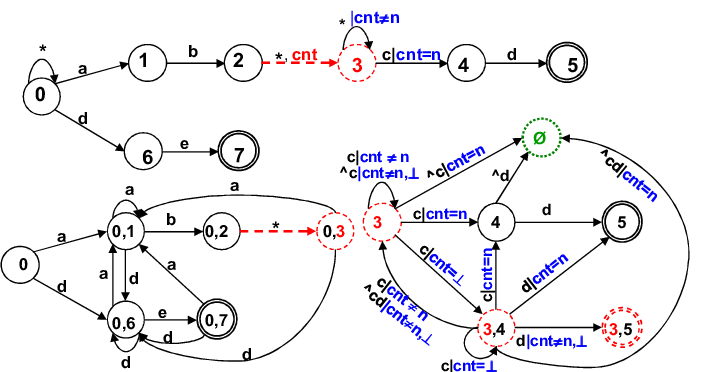 * |cnt≠n
*
a
1
b
2
*, cnt
3
c|cnt=n
4
d
5
0
d
6
e
7
Ø
c|cnt ≠ n
^c|cnt≠n,⊥
^c|cnt=n
^d
^cd|cnt=n
a
a
0,1
b
0,2
*
0,3
3
c|cnt=n
4
d
5
0
a
d
a
d
a
c|cnt=⊥
c|cnt=n
d|cnt=n
c|cnt ≠ n
^cd|cnt≠n,⊥
0,6
e
0,7
d
d
d
3,4
d|cnt≠n,⊥
3,5
c|cnt=⊥